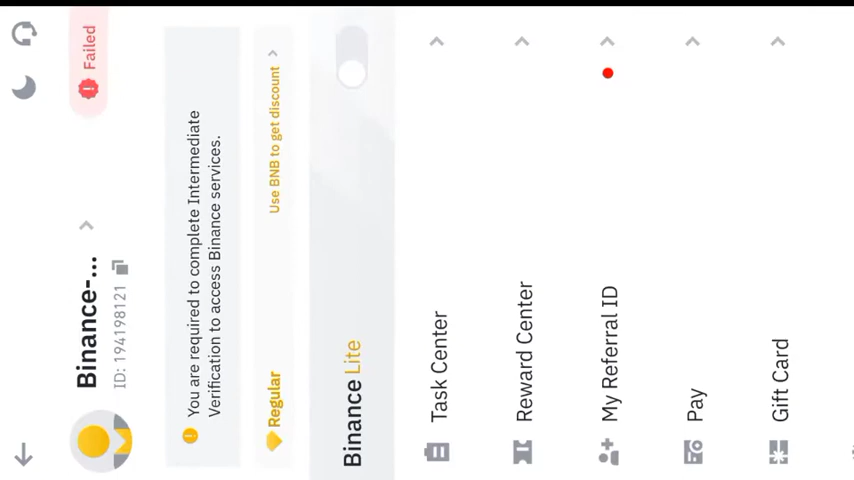 Binance-...
Failed
ID: 194198121
You are required to complete Intermediate
Verification to access Binance services.
Regular
Use BNB to get discount
Binance Lite
Task Center
Reward Center
My Referral ID
Pay
Gift Card